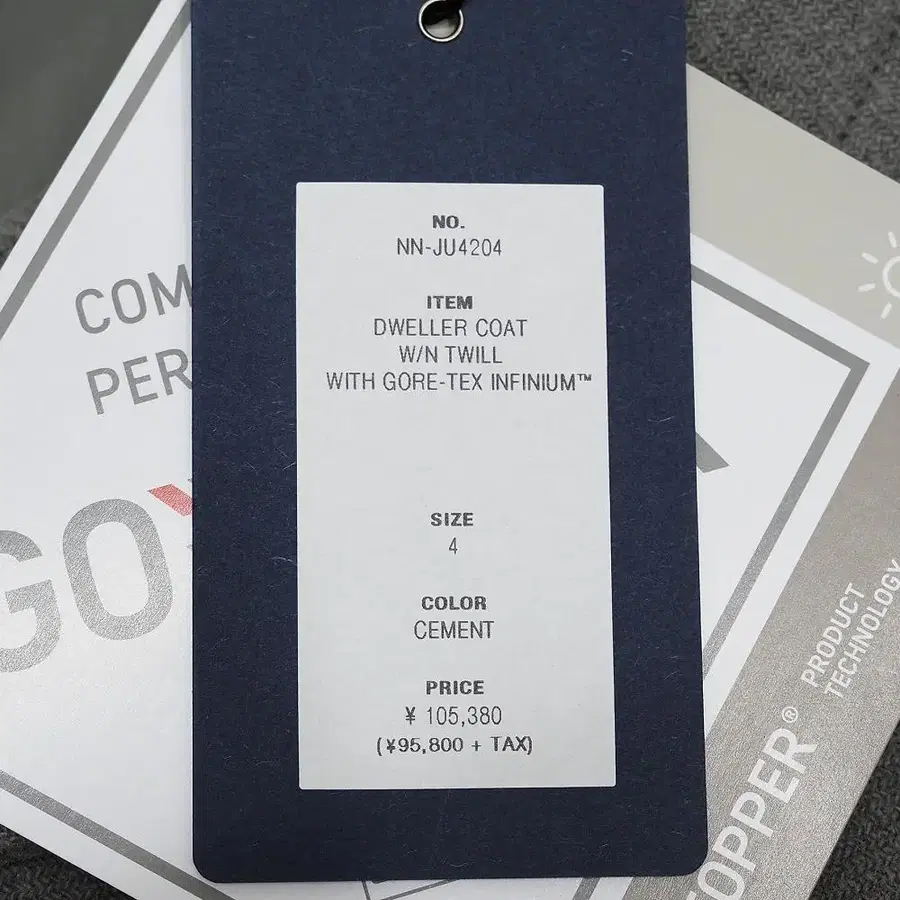 NO.
NN-JU4204
ITEM
DWELLER COAT
W/N TWILL
WITH GORE-TEX INFINIUM™
SIZE
4
COLOR
CEMENT
PRICE
¥ 105,380
(¥95,800 + TAX)
COM
PER
GO
PRODUCT
TECHNOLOGY
OPPER®